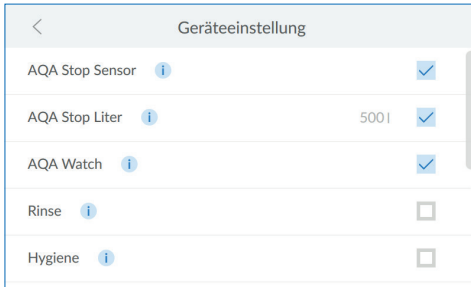 Geräteeinstellung
AQA Stop Sensor i
AQA Stop Liter i 500 l
AQA Watch i
Rinse i
Hygiene i